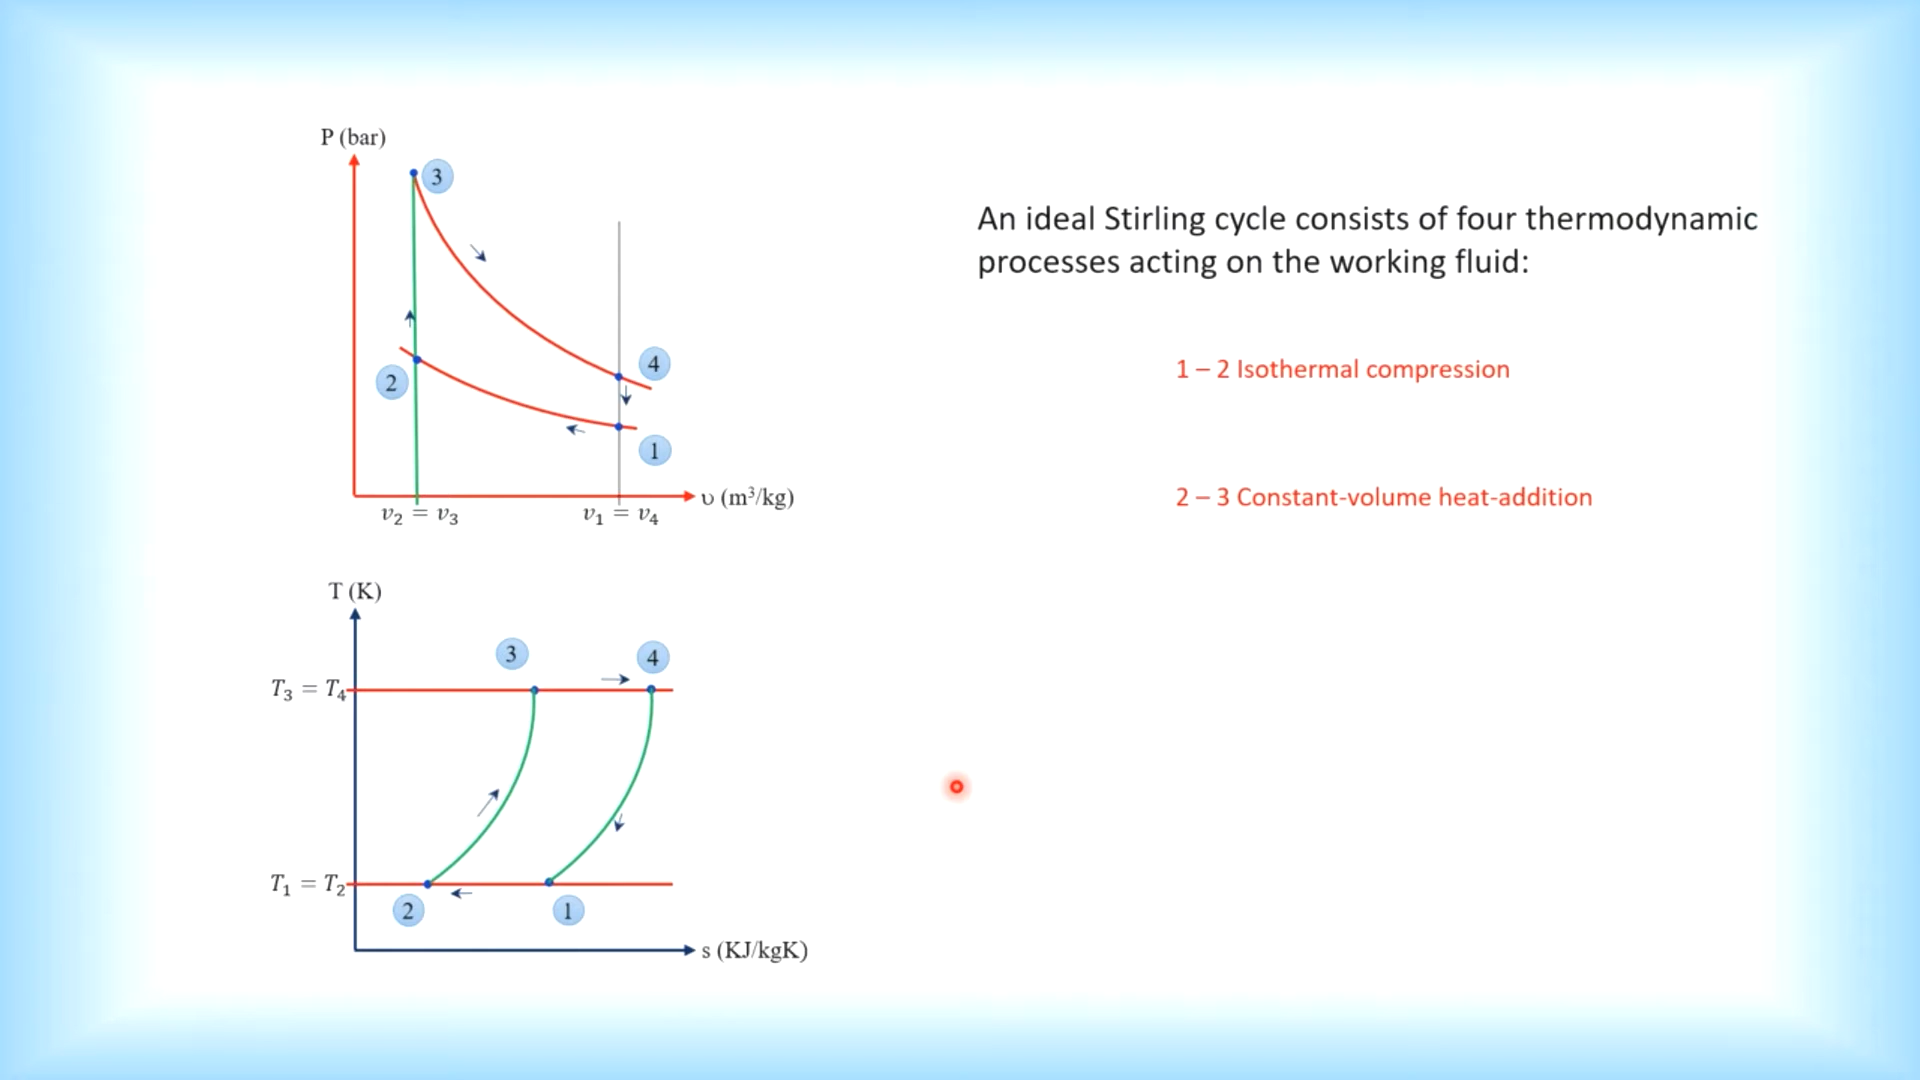 P (bar)
3
4
2
1
υ (m³/kg)
v₂ = v₃
v₁ = v₄
T (K)
3
4
T₃ = T₄
T₁ = T₂
2
1
s (KJ/kgK)
An ideal Stirling cycle consists of four thermodynamic
processes acting on the working fluid:
1 – 2 Isothermal compression
2 – 3 Constant-volume heat-addition